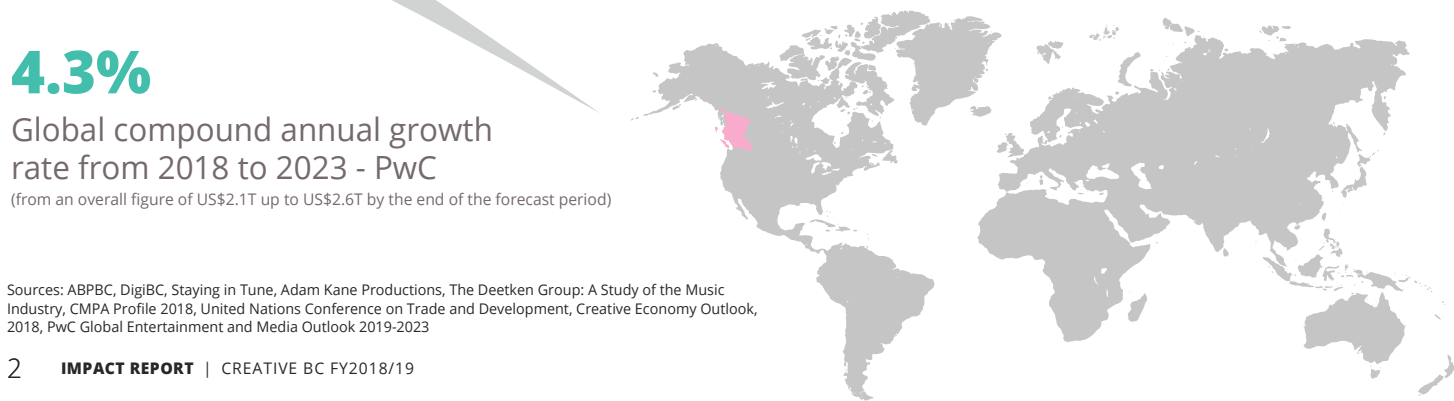 4.3%
Global compound annual growth
rate from 2018 to 2023 - PwC
(from an overall figure of US$2.1T up to US$2.6T by the end of the forecast period)
Sources: ABPBC, DigiBC, Staying in Tune, Adam Kane Productions, The Deetken Group: A Study of the Music
Industry, CMPA Profile 2018, United Nations Conference on Trade and Development, Creative Economy Outlook,
2018, PwC Global Entertainment and Media Outlook 2019-2023
2 IMPACT REPORT | CREATIVE BC FY2018/19